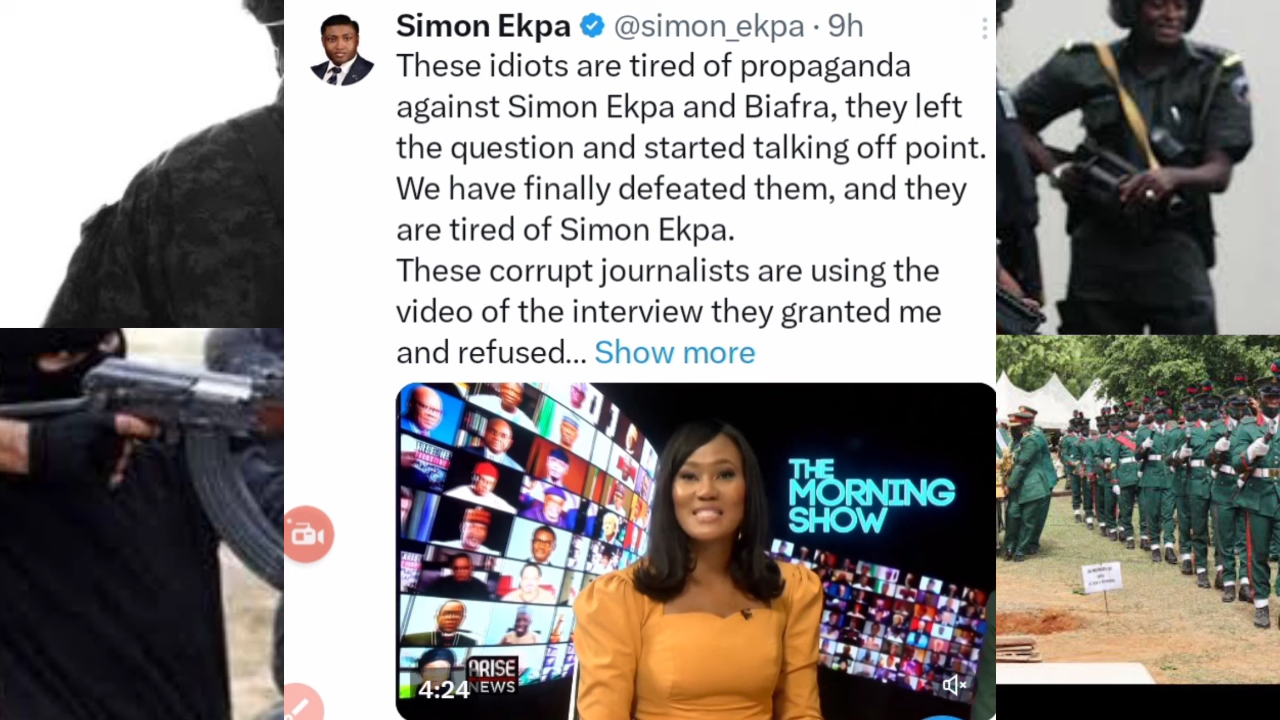 Simon Ekpa @simon_ekpa · 9h
These idiots are tired of propaganda
against Simon Ekpa and Biafra, they left
the question and started talking off point.
We have finally defeated them, and they
are tired of Simon Ekpa.
These corrupt journalists are using the
video of the interview they granted me
and refused... Show more
THE
MORNING
SHOW
ARISE
NEWS
4:24